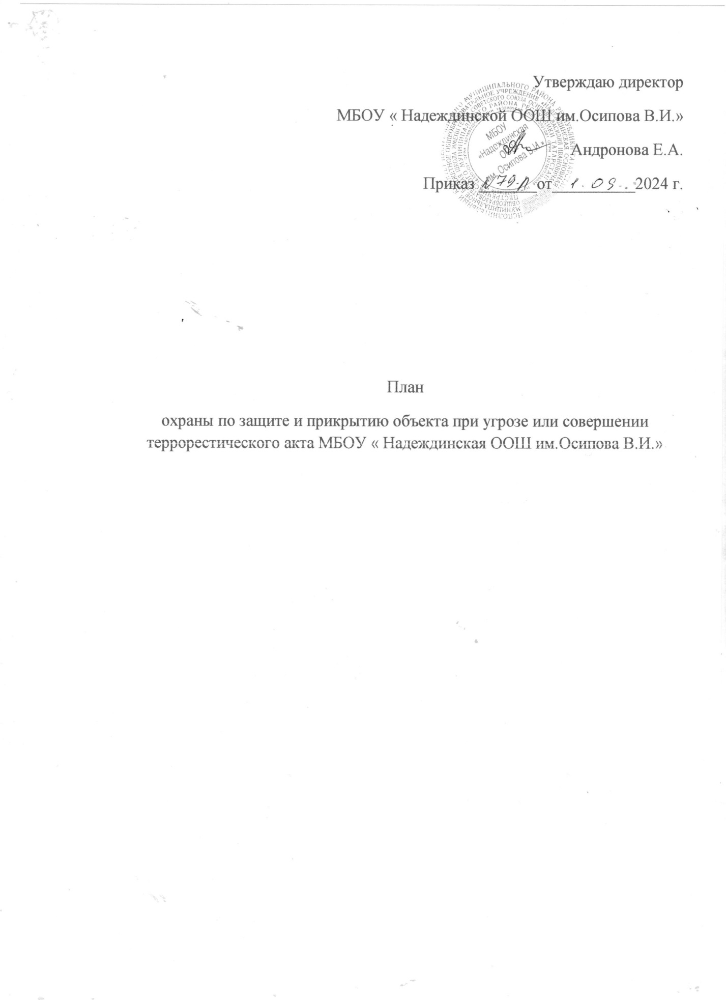 Утверждаю директор
МБОУ « Надеждинской ООШ им.Осипова В.И.»
Андронова Е.А.
Приказ №79-Л от 1.09. 2024 г.
МБОУ
«Надеждинская
ООШ
им. Осипова В.И.»
План
охраны по защите и прикрытию объекта при угрозе или совершении
террорестического акта МБОУ « Надеждинская ООШ им.Осипова В.И.»